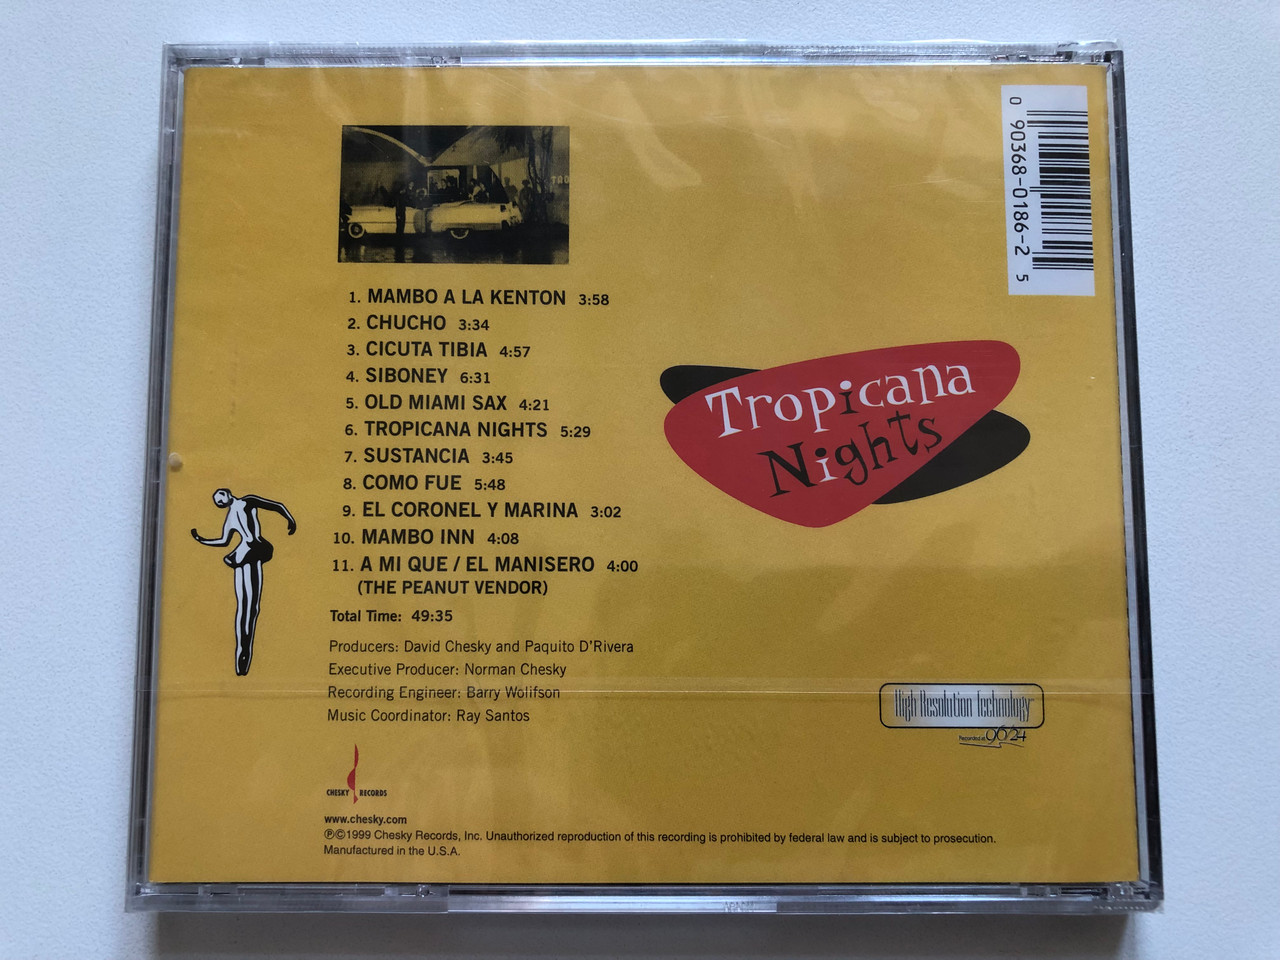 0 90368-0186-2 5
1. MAMBO A LA KENTON 3:58
2. CHUCHO 3:34
3. CICUTA TIBIA 4:57
4. SIBONEY 6:31
5. OLD MIAMI SAX 4:21
6. TROPICANA NIGHTS 5:29
7. SUSTANCIA 3:45
8. COMO FUE 5:48
9. EL CORONEL Y MARINA 3:02
10. MAMBO INN 4:08
11. A MI QUE / EL MANISERO 4:00
(THE PEANUT VENDOR)
Total Time: 49:35
Tropicana
Nights
Producers: David Chesky and Paquito D'Rivera
Executive Producer: Norman Chesky
Recording Engineer: Barry Wolifson
Music Coordinator: Ray Santos
High Resolution Technology
Recorded at 96/24
CHESKY RECORDS
www.chesky.com
℗©1999 Chesky Records, Inc. Unauthorized reproduction of this recording is prohibited by federal law and is subject to prosecution.
Manufactured in the U.S.A.